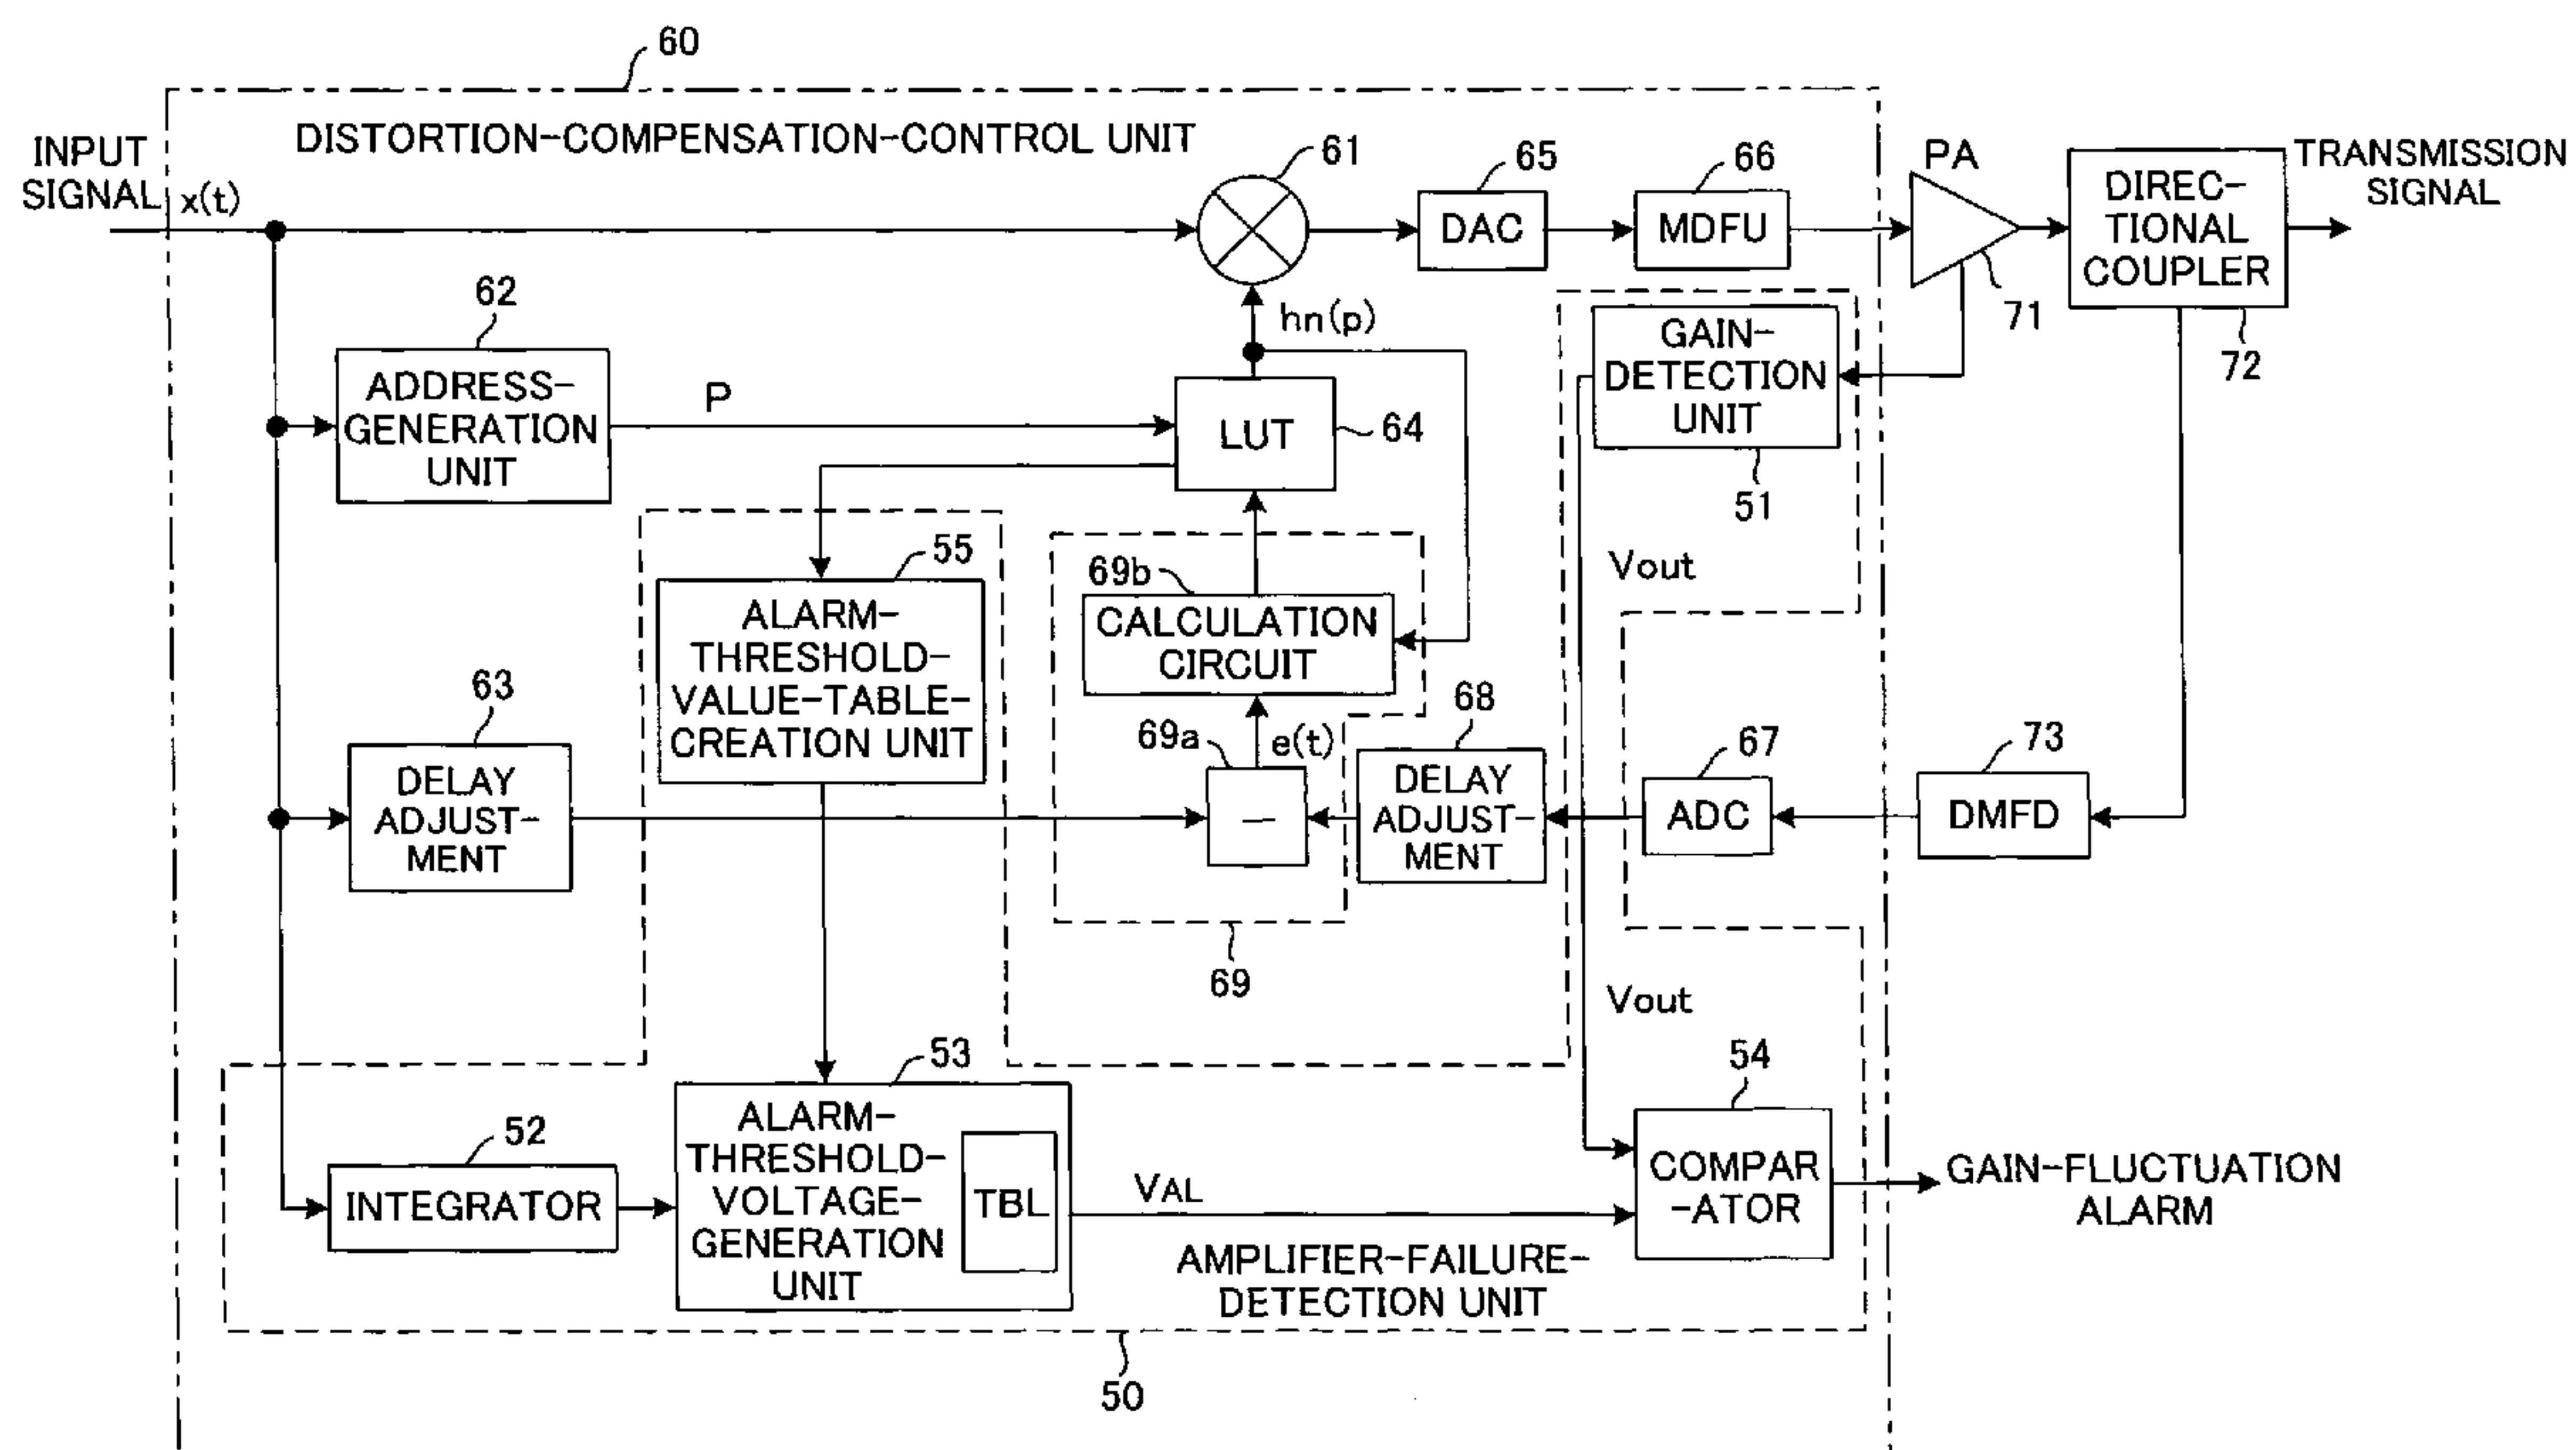 60
DISTORTION-COMPENSATION-CONTROL UNIT
INPUT
SIGNAL
x(t)
61
65
DAC
66
MDFU
PA
71
DIREC-
TIONAL
COUPLER
72
TRANSMISSION
SIGNAL
62
ADDRESS-
GENERATION
UNIT
P
hn(p)
LUT
64
GAIN-
DETECTION
UNIT
51
Vout
55
ALARM-
THRESHOLD-
VALUE-TABLE-
CREATION UNIT
69b
CALCULATION
CIRCUIT
63
DELAY
ADJUST-
MENT
69a
e(t)
—
68
DELAY
ADJUST-
MENT
67
ADC
73
DMFD
69
Vout
53
ALARM-
THRESHOLD-
VOLTAGE-
GENERATION
UNIT
TBL
52
INTEGRATOR
VAL
54
COMPAR
-ATOR
GAIN-FLUCTUATION
ALARM
AMPLIFIER-FAILURE-
DETECTION UNIT
50